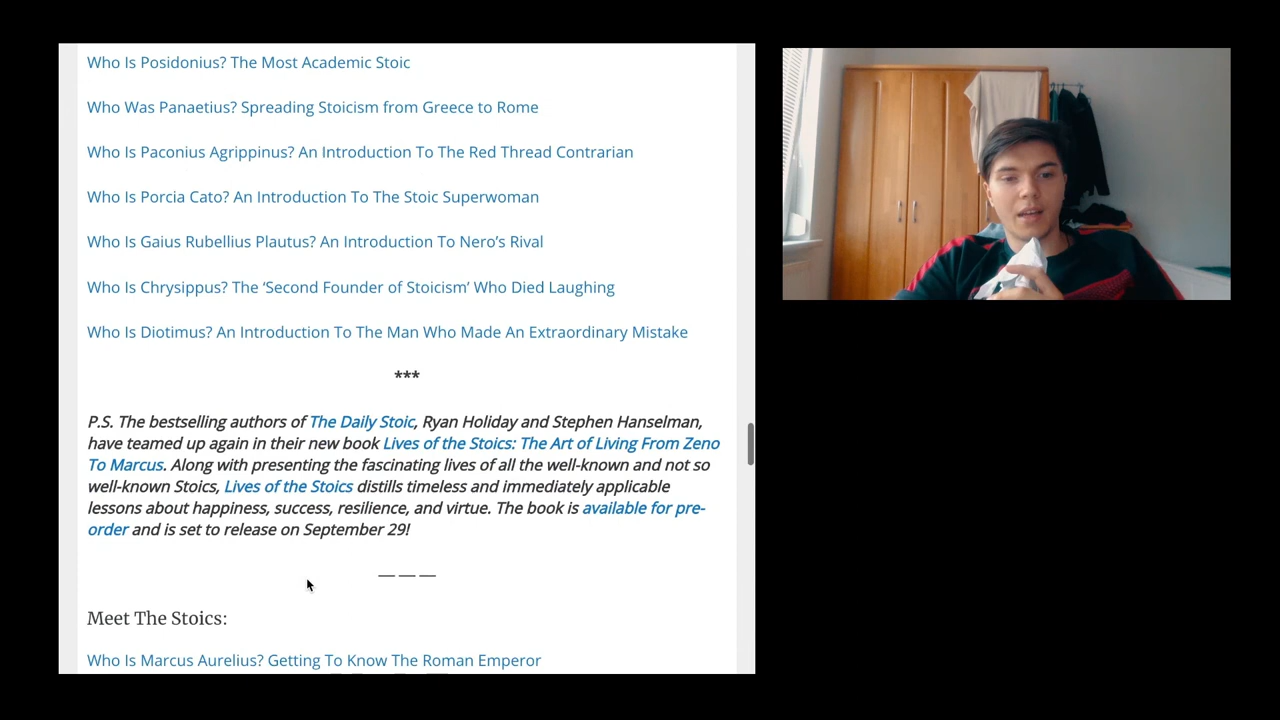 Who Is Posidonius? The Most Academic Stoic
Who Was Panaetius? Spreading Stoicism from Greece to Rome
Who Is Paconius Agrippinus? An Introduction To The Red Thread Contrarian
Who Is Porcia Cato? An Introduction To The Stoic Superwoman
Who Is Gaius Rubellius Plautus? An Introduction To Nero’s Rival
Who Is Chrysippus? The ‘Second Founder of Stoicism’ Who Died Laughing
Who Is Diotimus? An Introduction To The Man Who Made An Extraordinary Mistake
***
P.S. The bestselling authors of The Daily Stoic, Ryan Holiday and Stephen Hanselman,
have teamed up again in their new book Lives of the Stoics: The Art of Living From Zeno
To Marcus. Along with presenting the fascinating lives of all the well-known and not so
well-known Stoics, Lives of the Stoics distills timeless and immediately applicable
lessons about happiness, success, resilience, and virtue. The book is available for pre-
order and is set to release on September 29!
— — —
Meet The Stoics:
Who Is Marcus Aurelius? Getting To Know The Roman Emperor